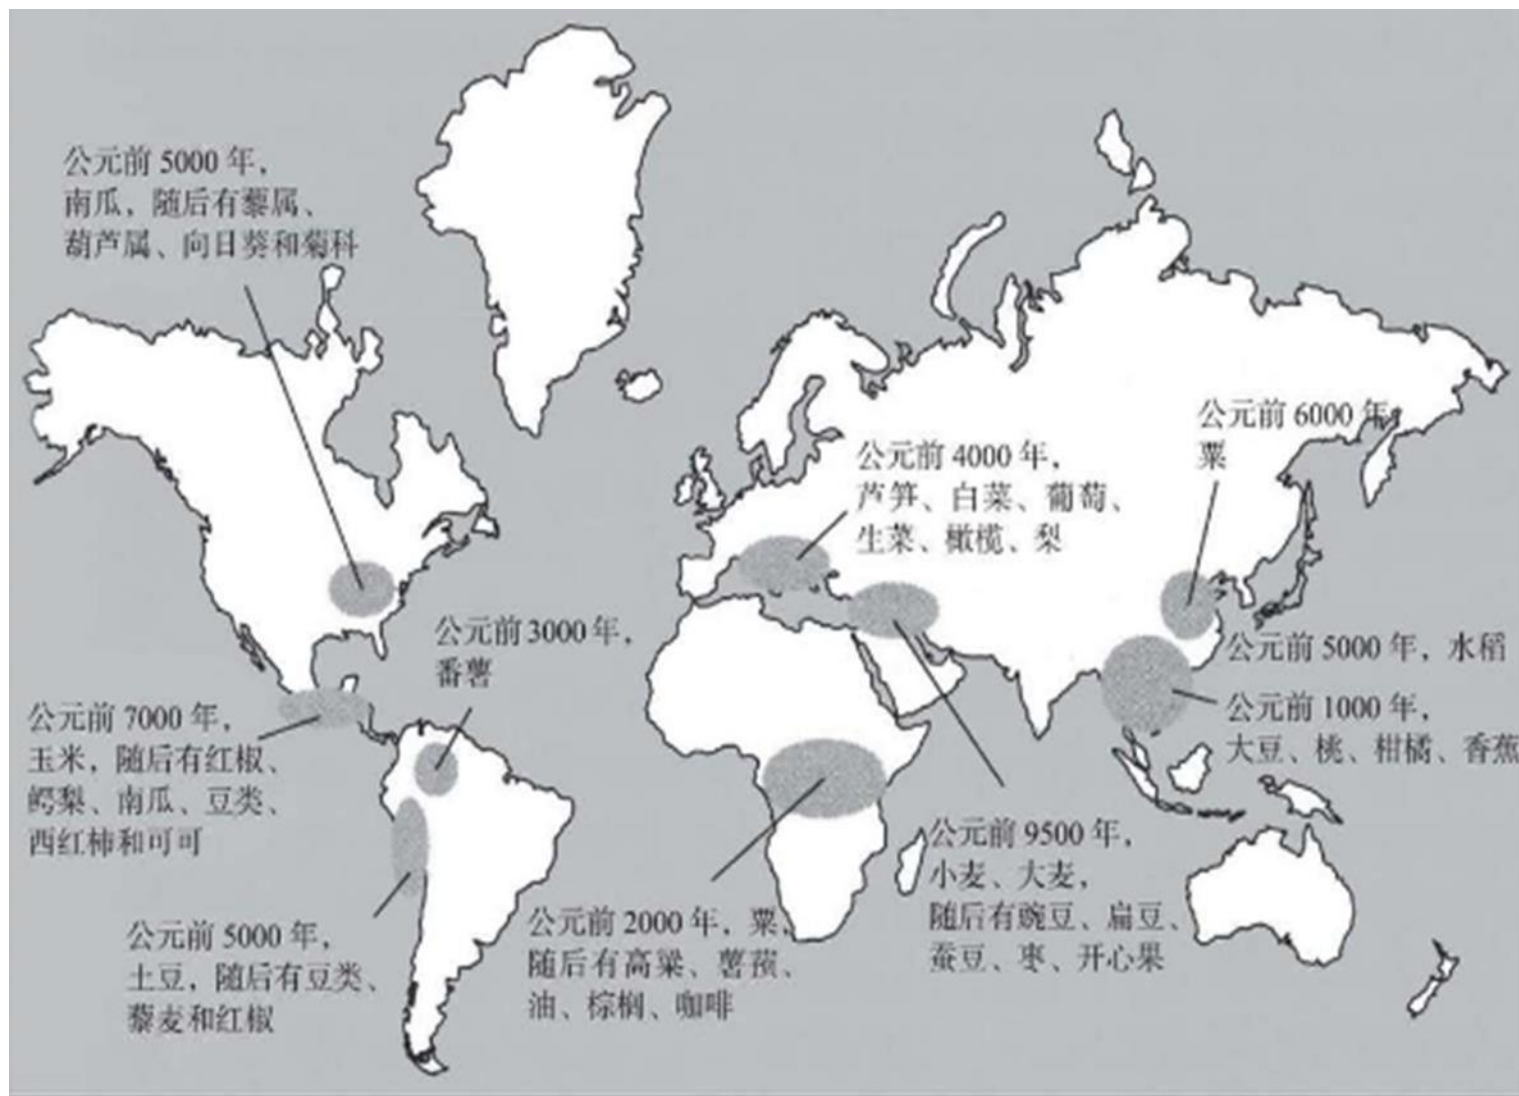 公元前 5000 年，
南瓜，随后有藜属、
葫芦属、向日葵和菊科
公元前 6000 年，
粟
公元前 4000 年，
芦笋、白菜、葡萄、
生菜、橄榄、梨
公元前 3000 年，
番薯
公元前 5000 年，水稻
公元前 7000 年，
玉米，随后有红椒、
鳄梨、南瓜、豆类、
西红柿和可可
公元前 1000 年，
大豆、桃、柑橘、香蕉
公元前 9500 年，
小麦、大麦，
随后有豌豆、扁豆、
蚕豆、枣、开心果
公元前 5000 年，
土豆，随后有豆类、
藜麦和红椒
公元前 2000 年，粟，
随后有高粱、薯蓣、
油、棕榈、咖啡